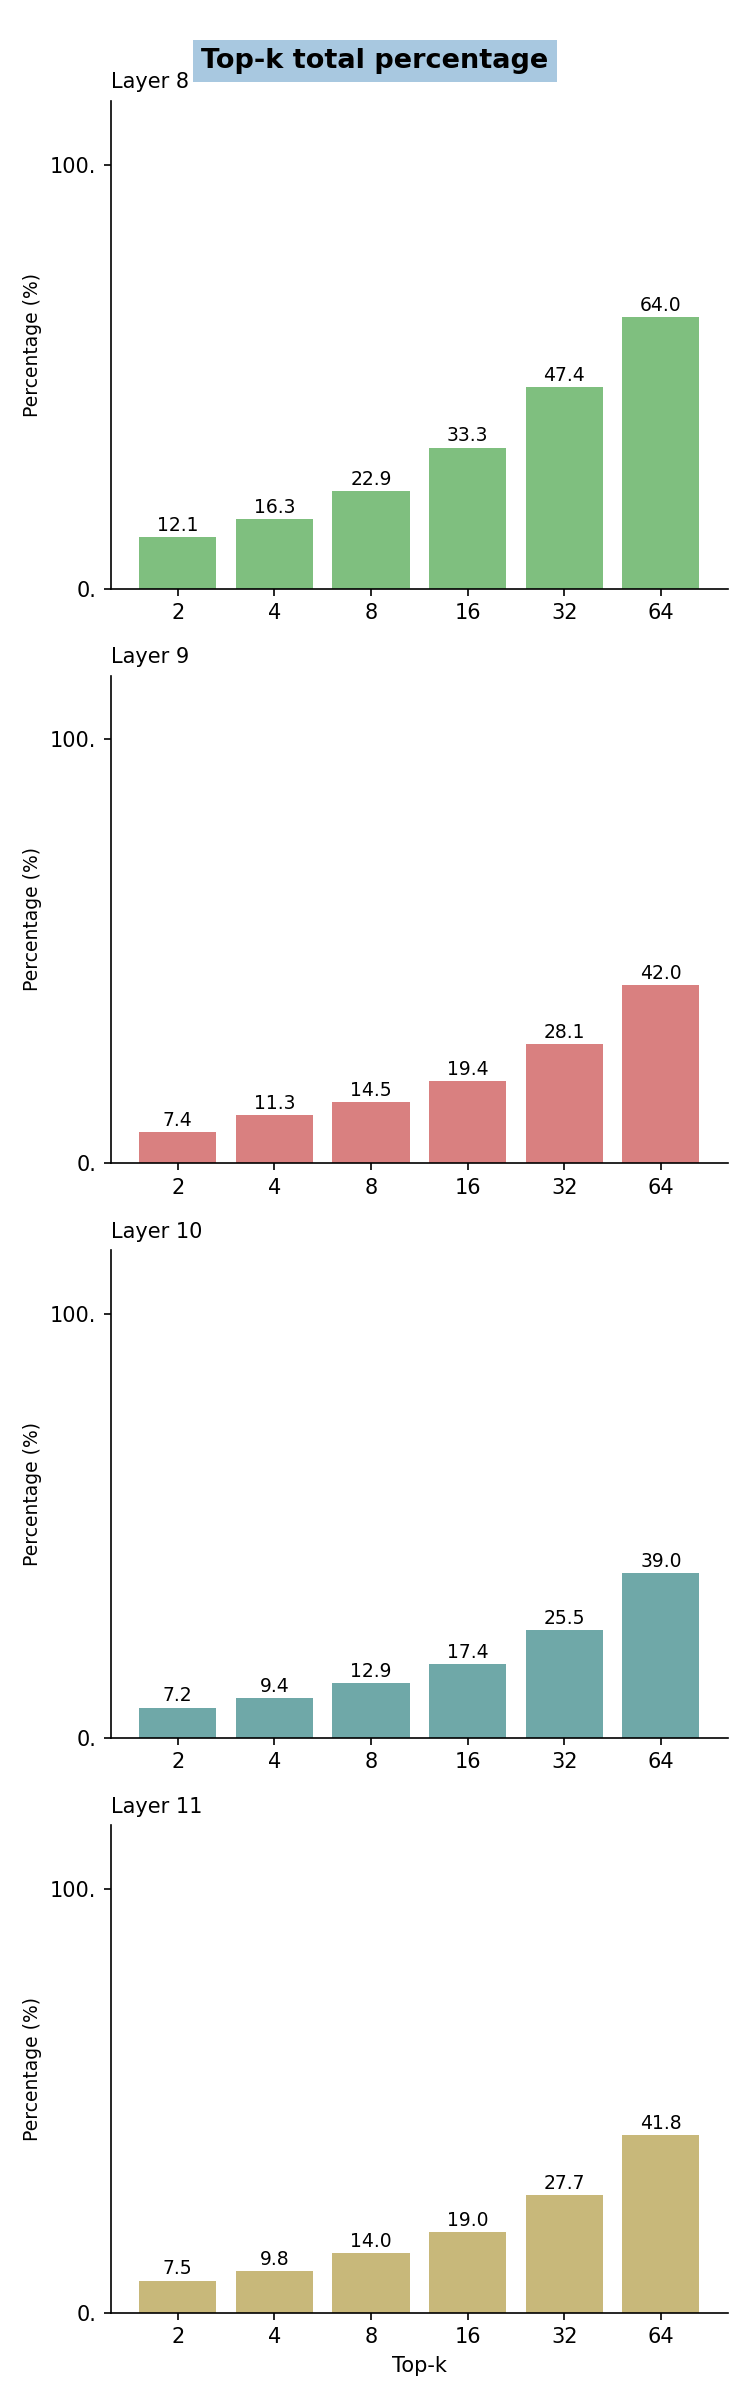 Top-k total percentage
Layer 8
100.
Percentage (%)
64.0
47.4
33.3
22.9
16.3
12.1
0.
2 4 8 16 32 64
Layer 9
100.
Percentage (%)
42.0
28.1
19.4
14.5
11.3
7.4
0.
2 4 8 16 32 64
Layer 10
100.
Percentage (%)
39.0
25.5
17.4
12.9
9.4
7.2
0.
2 4 8 16 32 64
Layer 11
100.
Percentage (%)
41.8
27.7
19.0
14.0
9.8
7.5
0.
2 4 8 16 32 64
Top-k